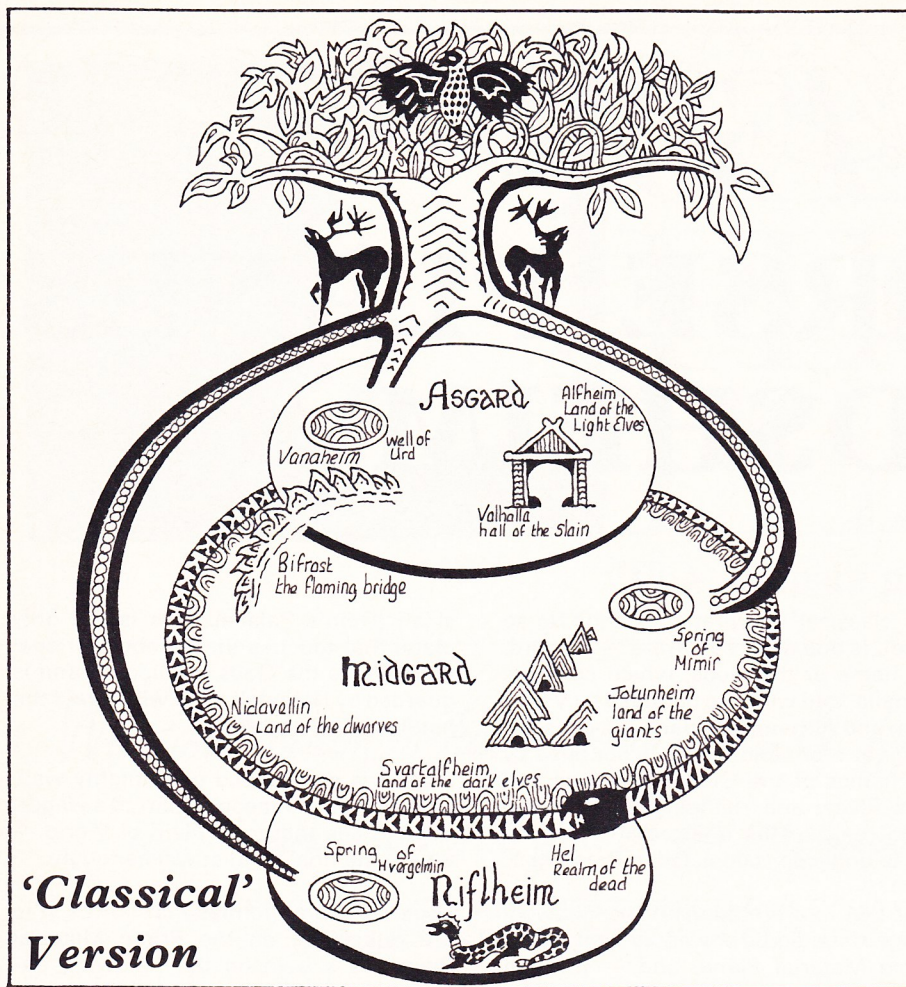 Asgard
Alfheim
Land of the
Light Elves
Well of
Urd
Vanaheim
Valhalla
hall of the Slain
Bifrost
the flaming bridge
Spring
of
Mimir
Midgard
Jotunheim
land of the
giants
Nidavellin
Land of the dwarves
Svartalfheim
land of the dark elves
Spring of
Hvergelmin
Hel
Realm of the
dead
Niflheim
'Classical'
Version